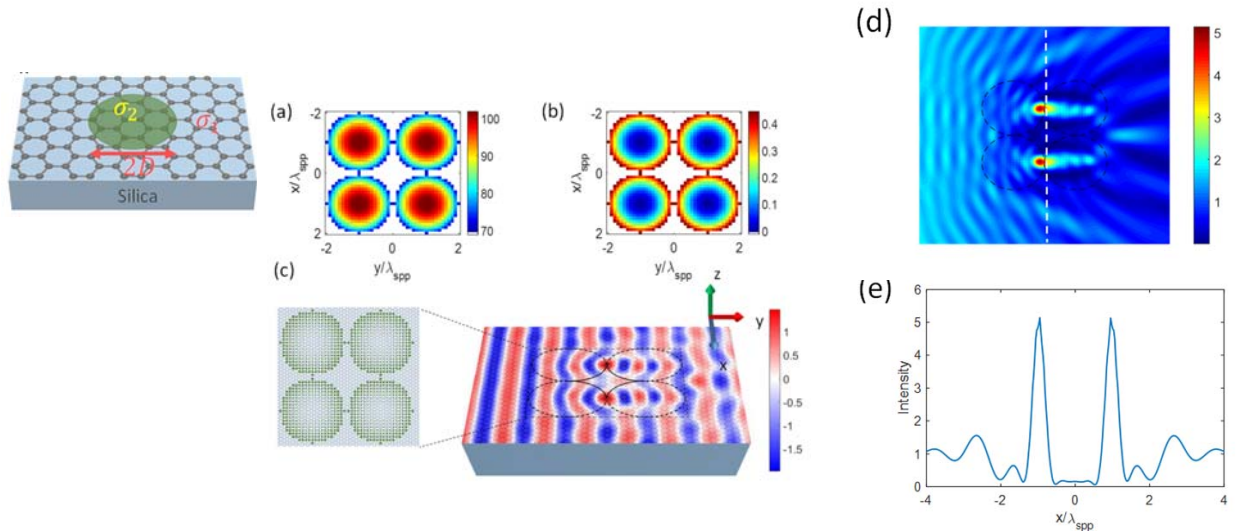 σ₂
σ₁
2p
Silica
(a)
-2
0
2
x/λspp
-2
0
2
y/λspp
100
90
80
70
(b)
-2
0
2
x/λspp
-2
0
2
y/λspp
0.4
0.3
0.2
0.1
0
(c)
z
y
x
1
0.5
0
-0.5
-1
-1.5
(d)
5
4
3
2
1
(e)
6
5
4
3
2
1
0
Intensity
-4
-2
0
2
4
x/λspp